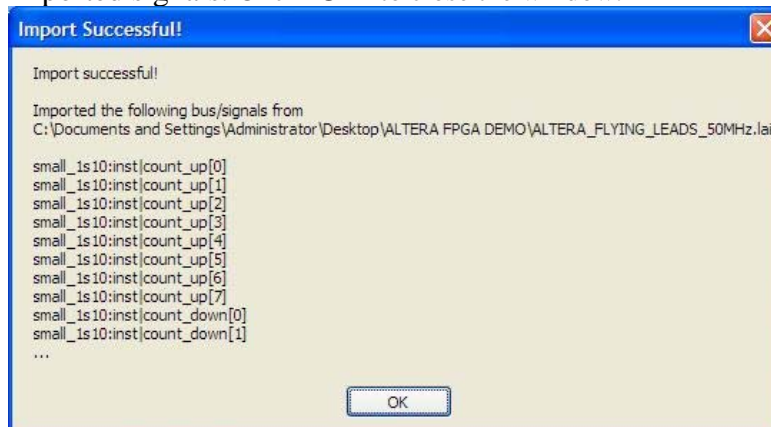 Import Successful!
Import successful!
Imported the following bus/signals from
C:\Documents and Settings\Administrator\Desktop\ALTERA FPGA DEMO\ALTERA_FLYING_LEADS_50MHz.lai
small_1s10:inst|count_up[0]
small_1s10:inst|count_up[1]
small_1s10:inst|count_up[2]
small_1s10:inst|count_up[3]
small_1s10:inst|count_up[4]
small_1s10:inst|count_up[5]
small_1s10:inst|count_up[6]
small_1s10:inst|count_up[7]
small_1s10:inst|count_down[0]
small_1s10:inst|count_down[1]
...
OK